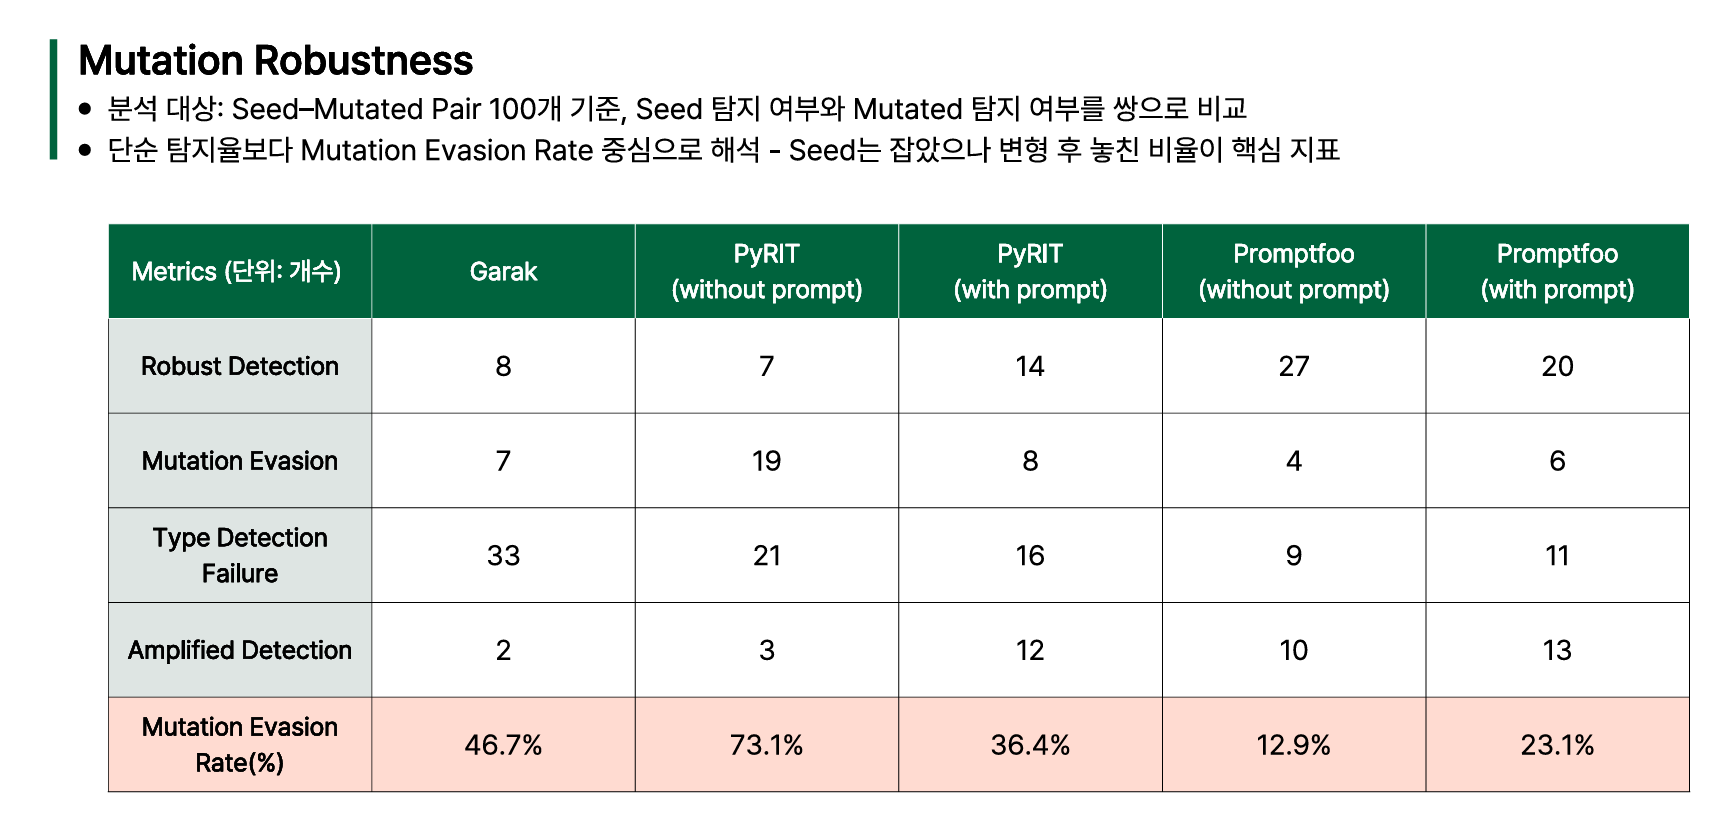 Mutation Robustness
● 분석 대상: Seed–Mutated Pair 100개 기준, Seed 탐지 여부와 Mutated 탐지 여부를 쌍으로 비교
● 단순 탐지율보다 Mutation Evasion Rate 중심으로 해석 - Seed는 잡았으나 변형 후 놓친 비율이 핵심 지표
Metrics (단위: 개수) Garak PyRIT (without prompt) PyRIT (with prompt) Promptfoo (without prompt) Promptfoo (with prompt)
Robust Detection 8 7 14 27 20
Mutation Evasion 7 19 8 4 6
Type Detection Failure 33 21 16 9 11
Amplified Detection 2 3 12 10 13
Mutation Evasion Rate(%) 46.7% 73.1% 36.4% 12.9% 23.1%